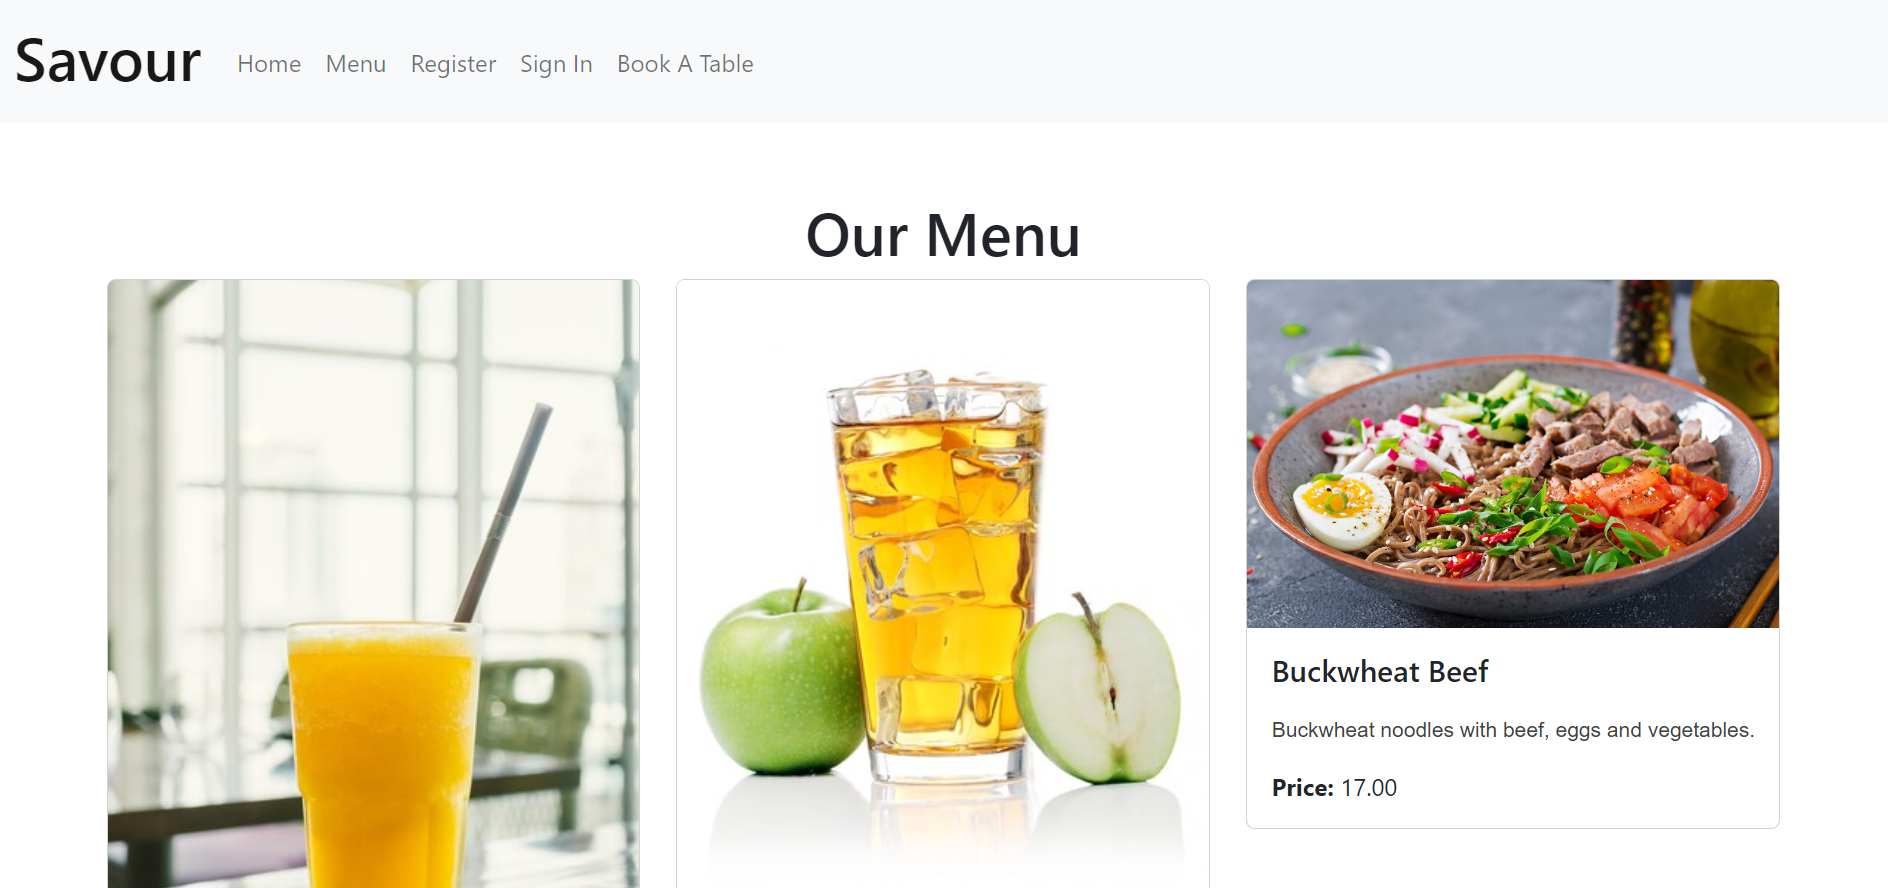 Savour
Home Menu Register Sign In Book A Table
Our Menu
Buckwheat Beef
Buckwheat noodles with beef, eggs and vegetables.
Price: 17.00